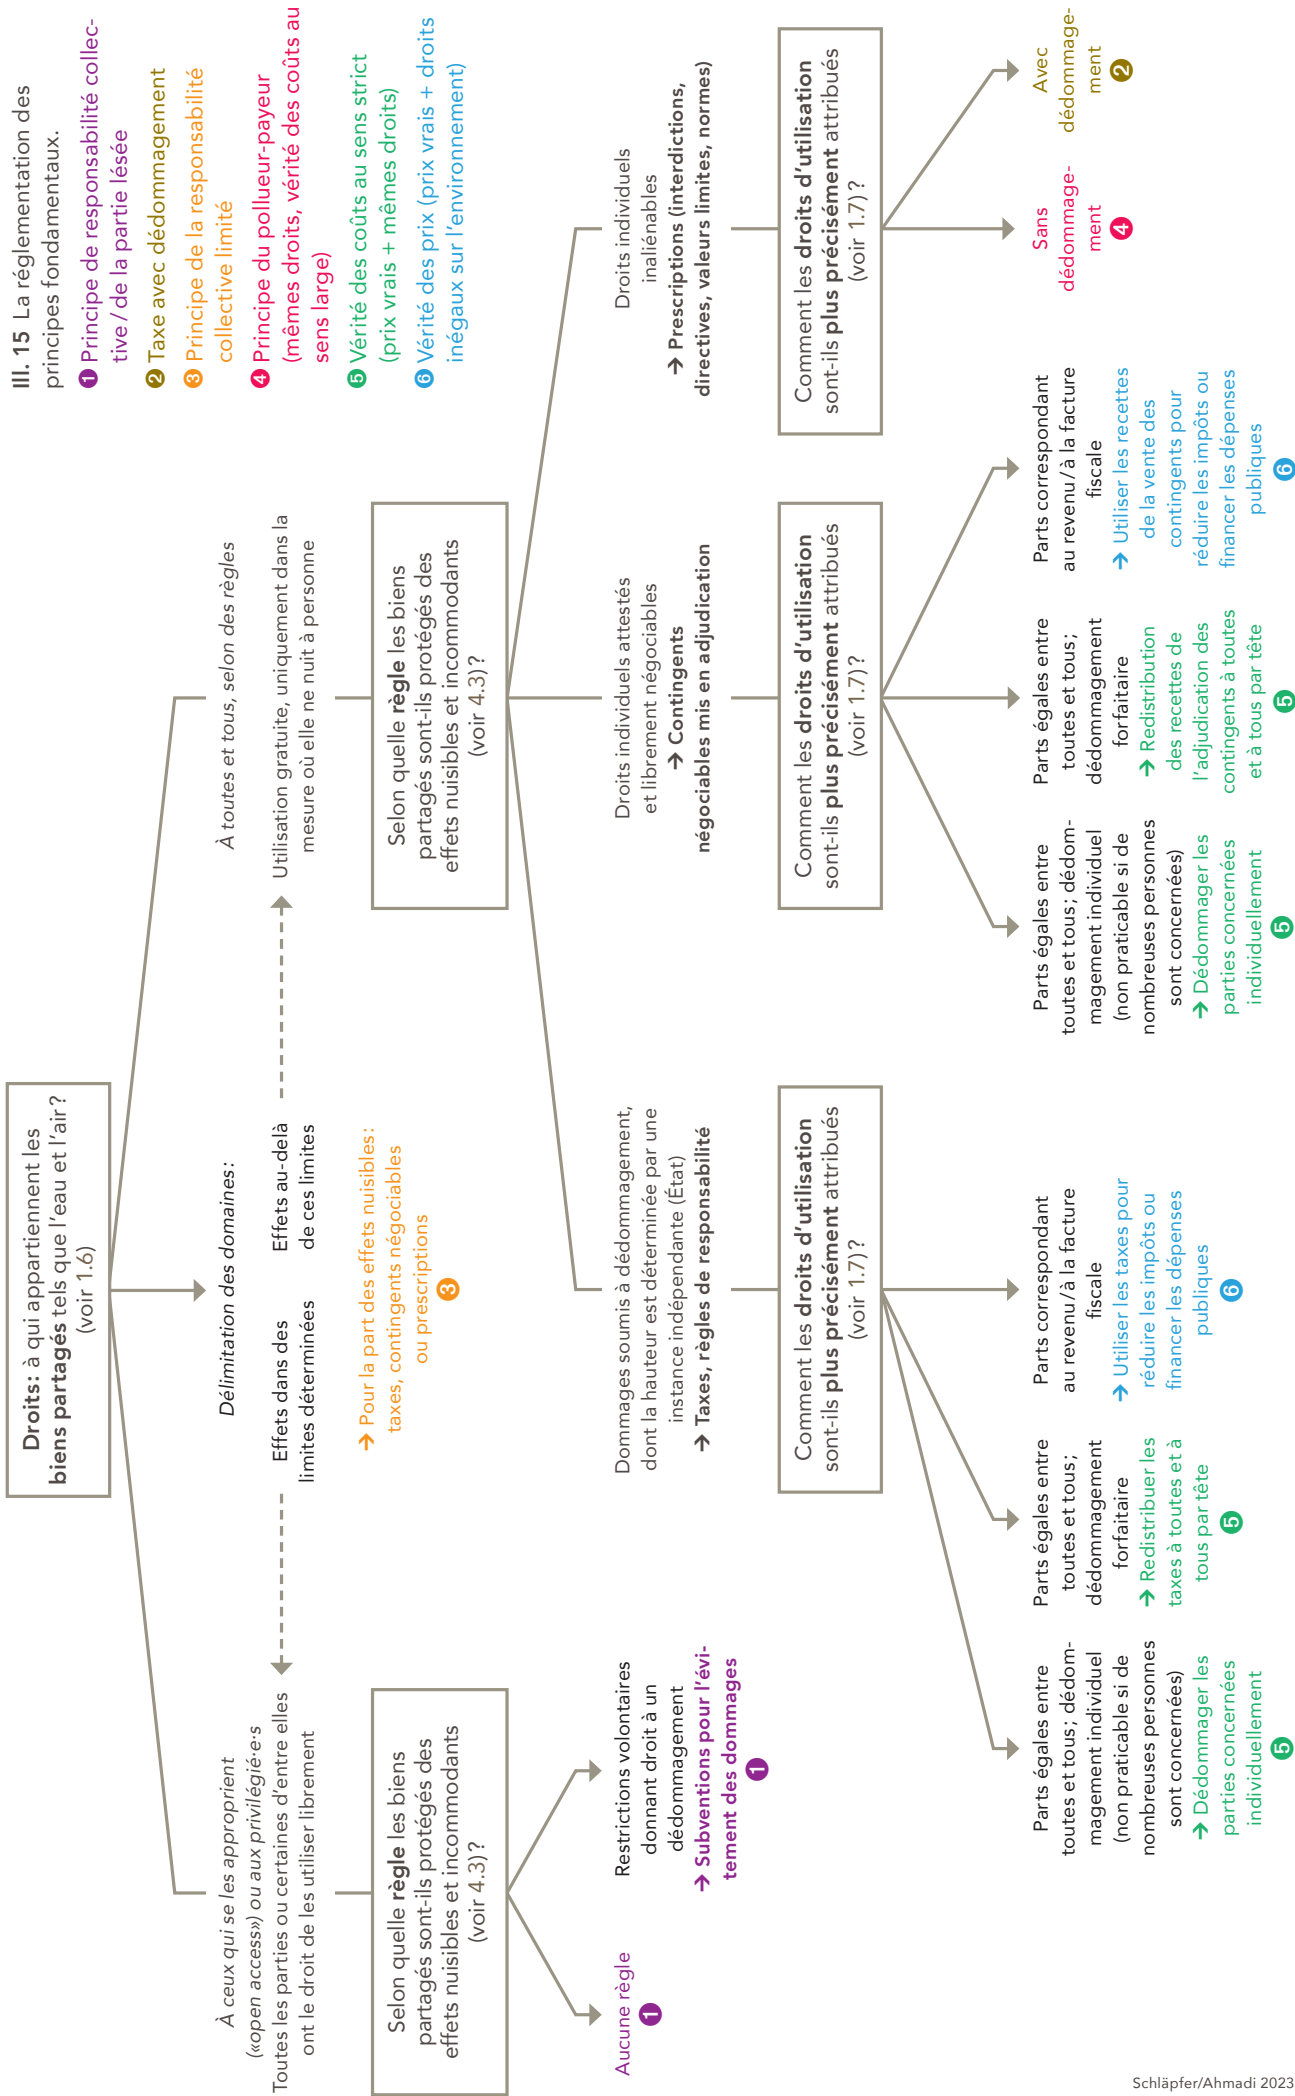 Ill. 15 La réglementation des
principes fondamentaux.
1 Principe de responsabilité collec-
tive / de la partie lésée
2 Taxe avec dédommagement
3 Principe de la responsabilité
collective limité
4 Principe du pollueur-payeur
(mêmes droits, vérité des coûts au
sens large)
5 Vérité des coûts au sens strict
(prix vrais + mêmes droits)
6 Vérité des prix (prix vrais + droits
inégaux sur l’environnement)
Droits: à qui appartiennent les
biens partagés tels que l’eau et l’air?
(voir 1.6)
À ceux qui se les approprient
(«open access») ou aux privilégié·e·s
Toutes les parties ou certaines d’entre elles
ont le droit de les utiliser librement
Délimitation des domaines:
Effets dans des
limites déterminées
Effets au-delà
de ces limites
→ Pour la part des effets nuisibles:
taxes, contingents négociables
ou prescriptions
3
À toutes et tous, selon des règles
Utilisation gratuite, uniquement dans la
mesure où elle ne nuit à personne
Selon quelle règle les biens
partagés sont-ils protégés des
effets nuisibles et incommodants
(voir 4.3)?
Selon quelle règle les biens
partagés sont-ils protégés des
effets nuisibles et incommodants
(voir 4.3)?
Aucune règle
1
Restrictions volontaires
donnant droit à un
dédommagement
→ Subventions pour l’évi-
tement des dommages
1
Dommages soumis à dédommagement,
dont la hauteur est déterminée par une
instance indépendante (État)
→ Taxes, règles de responsabilité
Droits individuels attestés
et librement négociables
→ Contingents
négociables mis en adjudication
Droits individuels
inaliénables
→ Prescriptions (interdictions,
directives, valeurs limites, normes)
Comment les droits d’utilisation
sont-ils plus précisément attribués
(voir 1.7)?
Comment les droits d’utilisation
sont-ils plus précisément attribués
(voir 1.7)?
Comment les droits d’utilisation
sont-ils plus précisément attribués
(voir 1.7)?
Parts égales entre
toutes et tous; dédom-
magement individuel
(non praticable si de
nombreuses personnes
sont concernées)
→ Dédommager les
parties concernées
individuellement
5
Parts égales entre
toutes et tous;
dédommagement
forfaitaire
→ Redistribuer les
taxes à toutes et à
tous par tête
5
Parts correspondant
au revenu/à la facture
fiscale
→ Utiliser les taxes pour
réduire les impôts ou
financer les dépenses
publiques
6
Parts égales entre
toutes et tous; dédom-
magement individuel
(non praticable si de
nombreuses personnes
sont concernées)
→ Dédommager les
parties concernées
individuellement
5
Parts égales entre
toutes et tous;
dédommagement
forfaitaire
→ Redistribution
des recettes de
l’adjudication des
contingents à toutes
et à tous par tête
5
Parts correspondant
au revenu/à la facture
fiscale
→ Utiliser les recettes
de la vente des
contingents pour
réduire les impôts ou
financer les dépenses
publiques
6
Sans
dédommage-
ment
4
Avec
dédommage-
ment
2
Schläpfer/Ahmadi 2023